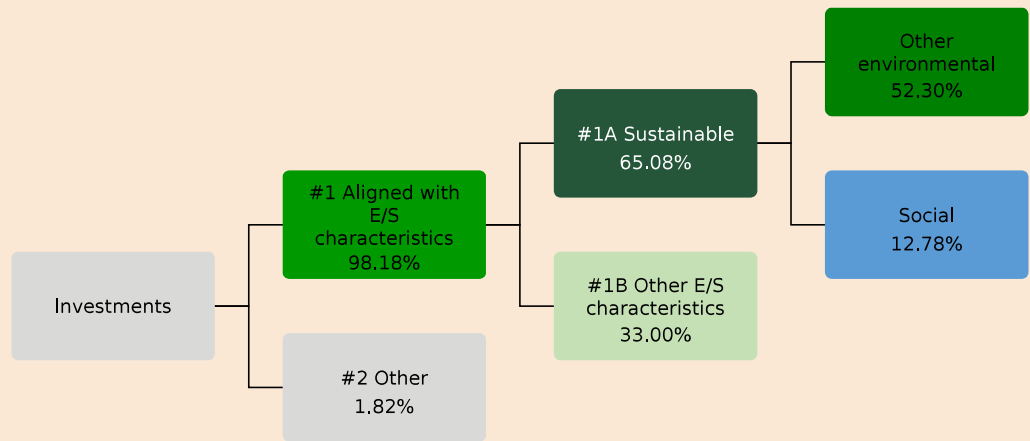 Investments
#1 Aligned with
E/S
characteristics
98.18%
#2 Other
1.82%
#1A Sustainable
65.08%
#1B Other E/S
characteristics
33.00%
Other
environmental
52.30%
Social
12.78%